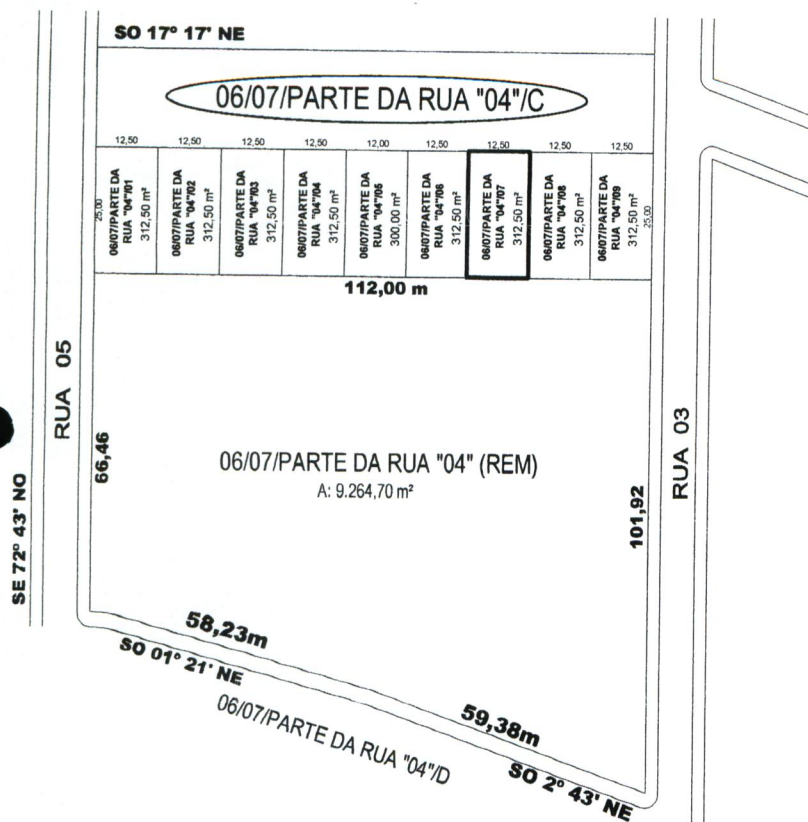 SO 17º 17' NE
06/07/PARTE DA RUA "04"/C
12,50
12,50
12,50
12,50
12,00
12,50
12,50
12,50
12,50
25,00
06/07/PARTE DA
RUA "04"/01
312,50 m²
06/07/PARTE DA
RUA "04"/02
312,50 m²
06/07/PARTE DA
RUA "04"/03
312,50 m²
06/07/PARTE DA
RUA "04"/04
312,50 m²
06/07/PARTE DA
RUA "04"/05
300,00 m²
06/07/PARTE DA
RUA "04"/06
312,50 m²
06/07/PARTE DA
RUA "04"/07
312,50 m²
06/07/PARTE DA
RUA "04"/08
312,50 m²
06/07/PARTE DA
RUA "04"/09
312,50 m²
25,00
112,00 m
RUA 05
66,46
SE 72º 43' NO
06/07/PARTE DA RUA "04" (REM)
A: 9.264,70 m²
RUA 03
101,92
58,23m
SO 01º 21' NE
06/07/PARTE DA RUA "04"/D
59,38m
SO 2º 43' NE